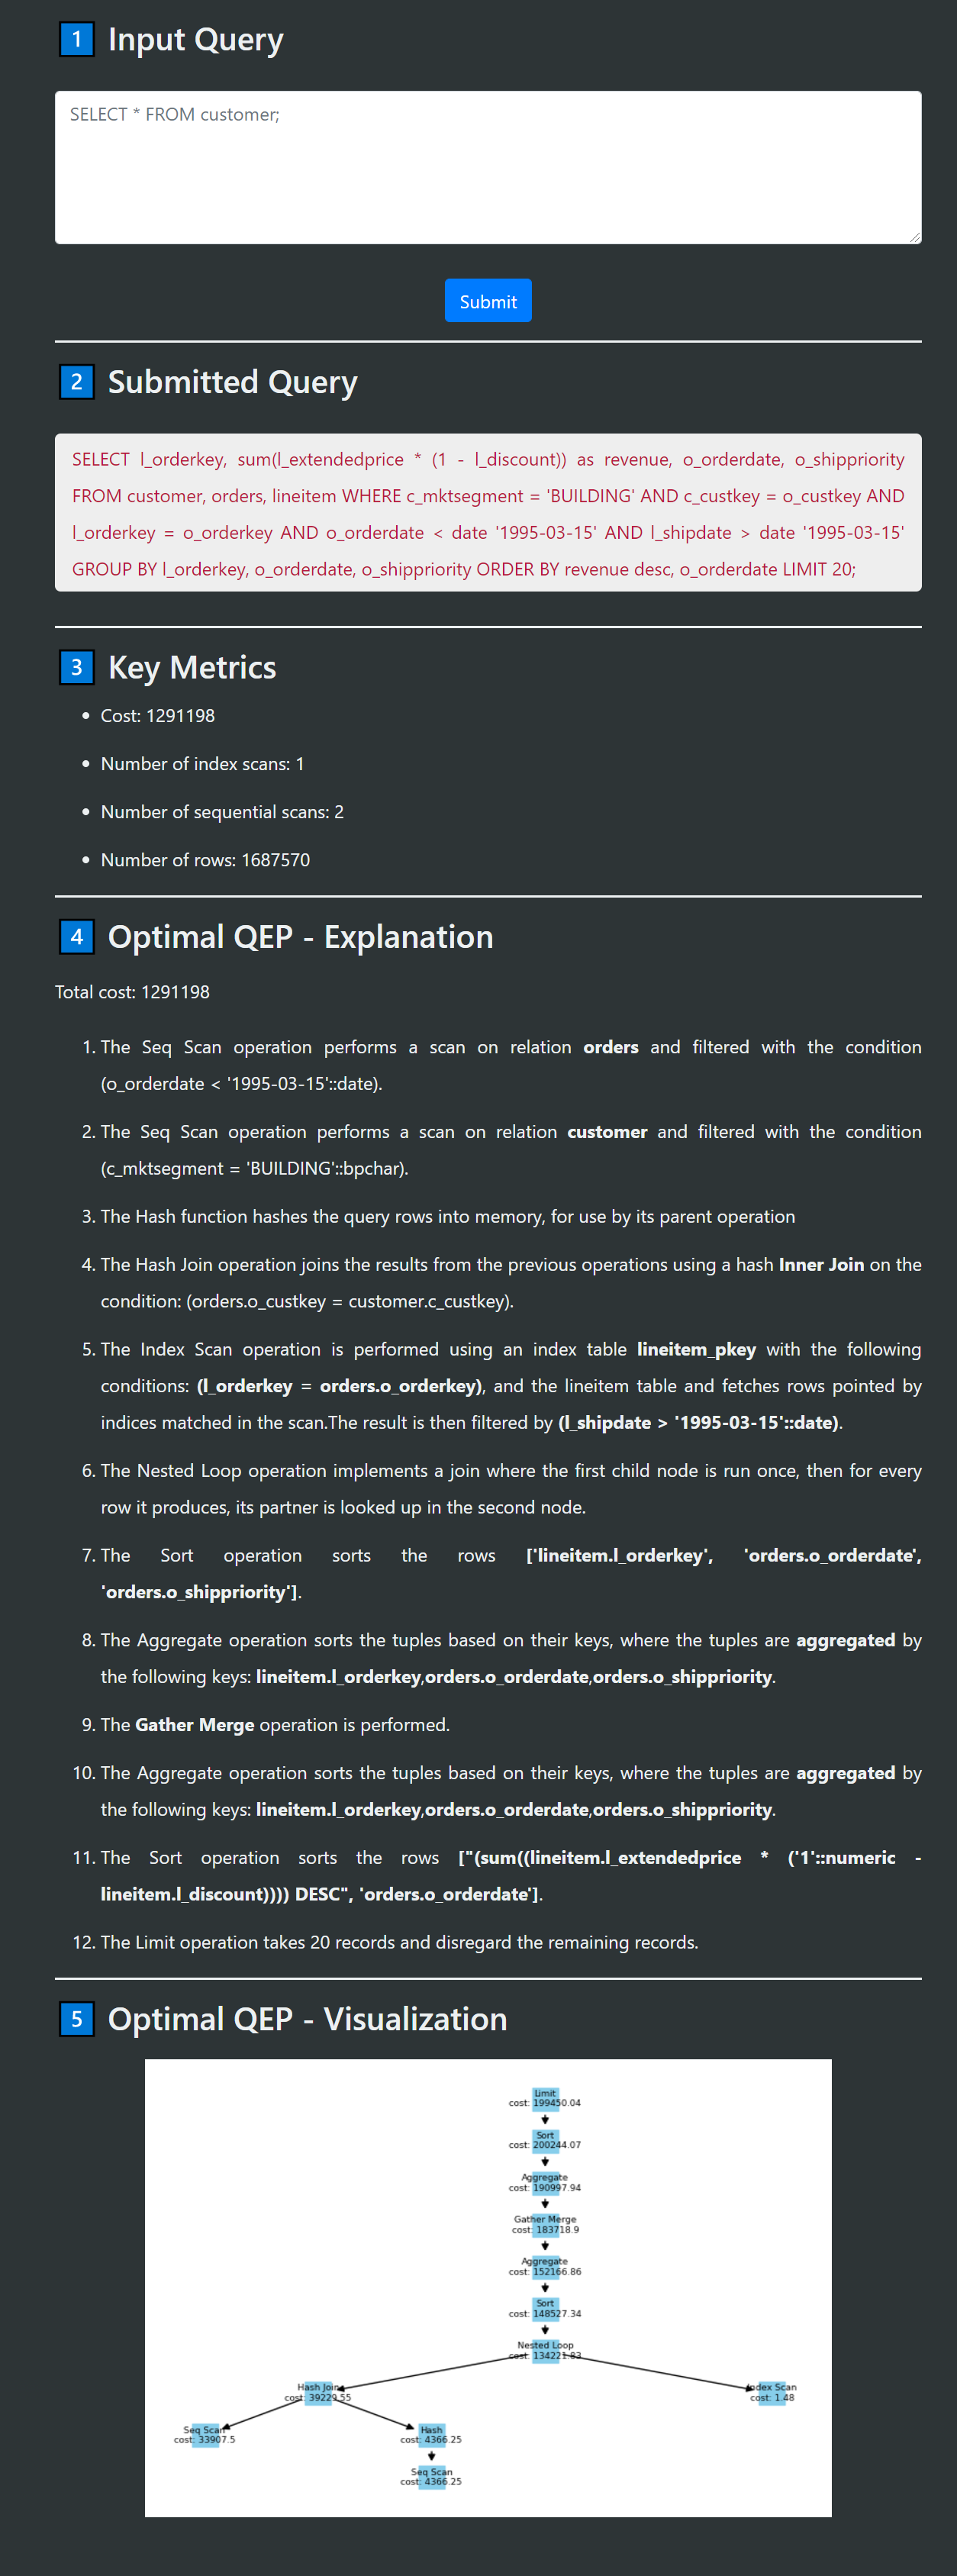 1 Input Query
SELECT * FROM customer;
Submit
2 Submitted Query
SELECT l_orderkey, sum(l_extendedprice * (1 - l_discount)) as revenue, o_orderdate, o_shippriority
FROM customer, orders, lineitem WHERE c_mktsegment = 'BUILDING' AND c_custkey = o_custkey AND
l_orderkey = o_orderkey AND o_orderdate < date '1995-03-15' AND l_shipdate > date '1995-03-15'
GROUP BY l_orderkey, o_orderdate, o_shippriority ORDER BY revenue desc, o_orderdate LIMIT 20;
3 Key Metrics
• Cost: 1291198
• Number of index scans: 1
• Number of sequential scans: 2
• Number of rows: 1687570
4 Optimal QEP - Explanation
Total cost: 1291198
1. The Seq Scan operation performs a scan on relation orders and filtered with the condition
(o_orderdate < '1995-03-15'::date).
2. The Seq Scan operation performs a scan on relation customer and filtered with the condition
(c_mktsegment = 'BUILDING'::bpchar).
3. The Hash function hashes the query rows into memory, for use by its parent operation
4. The Hash Join operation joins the results from the previous operations using a hash Inner Join on the
condition: (orders.o_custkey = customer.c_custkey).
5. The Index Scan operation is performed using an index table lineitem_pkey with the following
conditions: (l_orderkey = orders.o_orderkey), and the lineitem table and fetches rows pointed by
indices matched in the scan.The result is then filtered by (l_shipdate > '1995-03-15'::date).
6. The Nested Loop operation implements a join where the first child node is run once, then for every
row it produces, its partner is looked up in the second node.
7. The Sort operation sorts the rows ['lineitem.l_orderkey', 'orders.o_orderdate',
'orders.o_shippriority'].
8. The Aggregate operation sorts the tuples based on their keys, where the tuples are aggregated by
the following keys: lineitem.l_orderkey,orders.o_orderdate,orders.o_shippriority.
9. The Gather Merge operation is performed.
10. The Aggregate operation sorts the tuples based on their keys, where the tuples are aggregated by
the following keys: lineitem.l_orderkey,orders.o_orderdate,orders.o_shippriority.
11. The Sort operation sorts the rows ["(sum((lineitem.l_extendedprice * ('1'::numeric -
lineitem.l_discount)))) DESC", 'orders.o_orderdate'].
12. The Limit operation takes 20 records and disregard the remaining records.
5 Optimal QEP - Visualization
Limit
cost: 199450.04
Sort
cost: 200244.07
Aggregate
cost: 190997.94
Gather Merge
cost: 183718.9
Aggregate
cost: 152166.86
Sort
cost: 148527.34
Nested Loop
cost: 134221.83
Hash Join
cost: 39229.55
Index Scan
cost: 1.48
Seq Scan
cost: 33907.5
Hash
cost: 4366.25
Seq Scan
cost: 4366.25